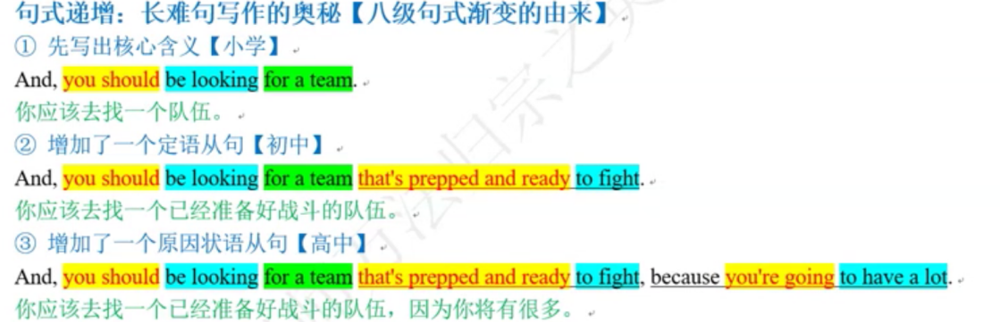 句式递增：长难句写作的奥秘【八级句式渐变的由来】
① 先写出核心含义【小学】
And, you should be looking for a team.
你应该去找一个队伍。
② 增加了一个定语从句【初中】
And, you should be looking for a team that's prepped and ready to fight.
你应该去找一个已经准备好战斗的队伍。
③ 增加了一个原因状语从句【高中】
And, you should be looking for a team that's prepped and ready to fight, because you're going to have a lot.
你应该去找一个已经准备好战斗的队伍，因为你将有很多。